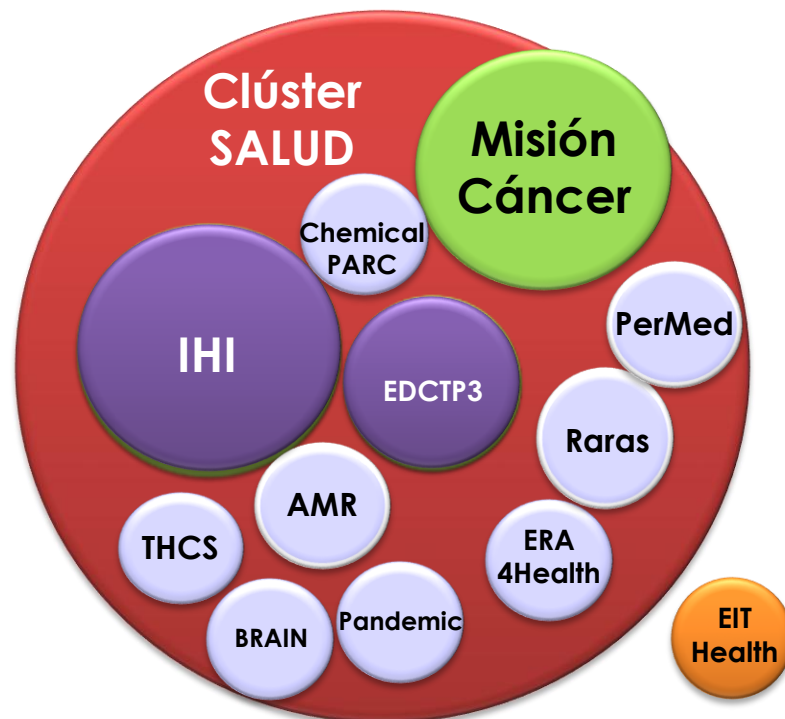 Clúster
SALUD
Misión
Cáncer
Chemical
PARC
PerMed
IHI
EDCTP3
Raras
AMR
THCS
ERA
4Health
Pandemic
BRAIN
EIT
Health